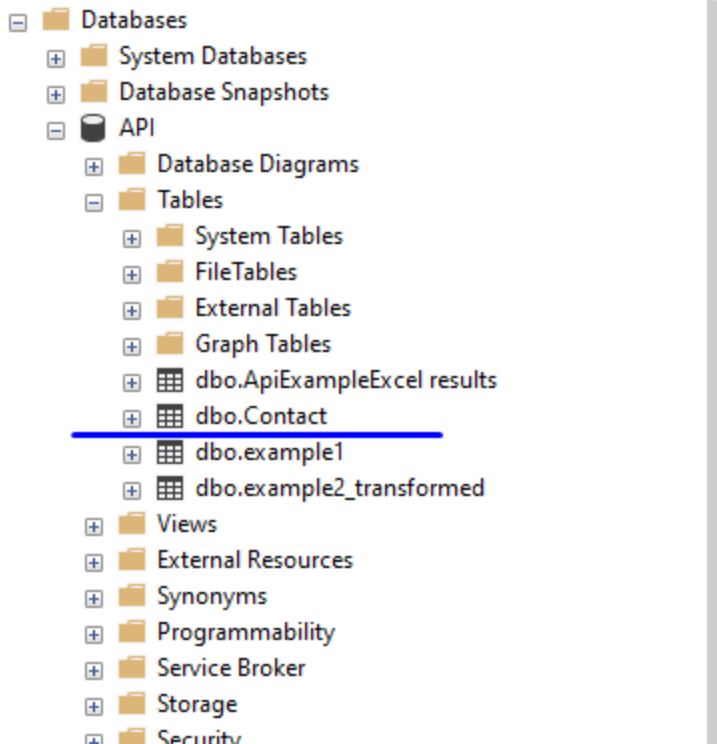 Databases
System Databases
Database Snapshots
API
Database Diagrams
Tables
System Tables
FileTables
External Tables
Graph Tables
dbo.ApiExampleExcel results
dbo.Contact
dbo.example1
dbo.example2_transformed
Views
External Resources
Synonyms
Programmability
Service Broker
Storage
Security